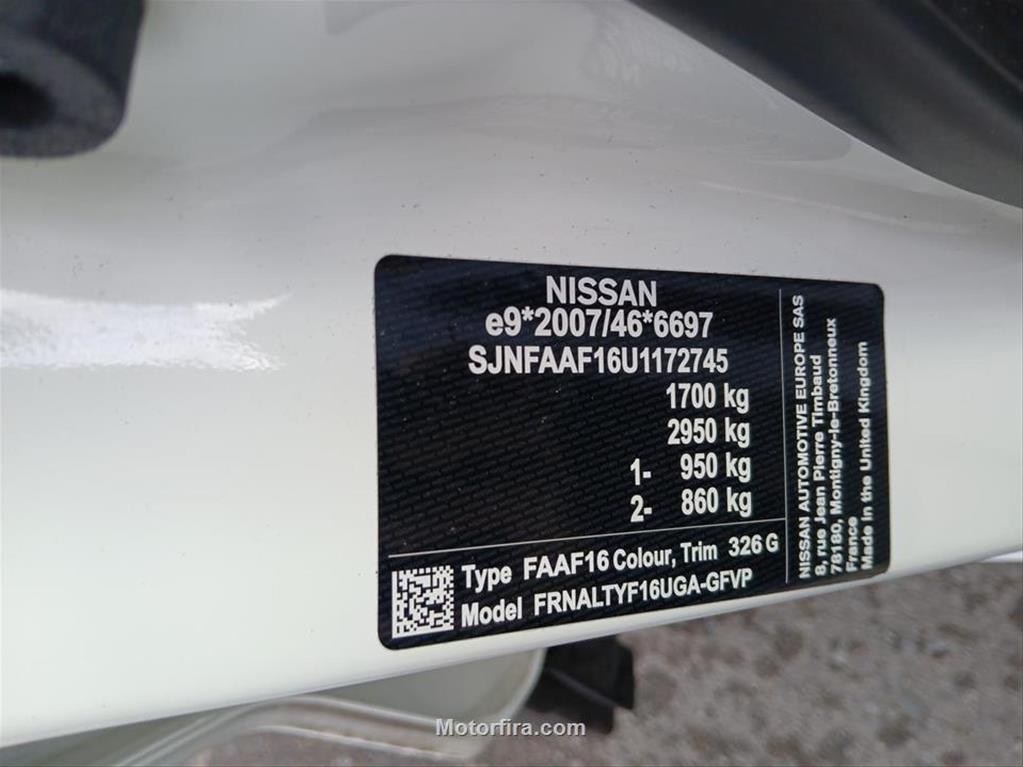 NISSAN
e9*2007/46*6697
SJNFAAF16U1172745
1700 kg
2950 kg
1- 950 kg
2- 860 kg
Type FAAF16 Colour, Trim 326 G
Model FRNALTYF16UGA-GFVP
NISSAN AUTOMOTIVE EUROPE SAS
8, rue Jean Pierre Timbaud
78180, Montigny-le-Bretonneux
France
Made in the United Kingdom
Motorfira.com